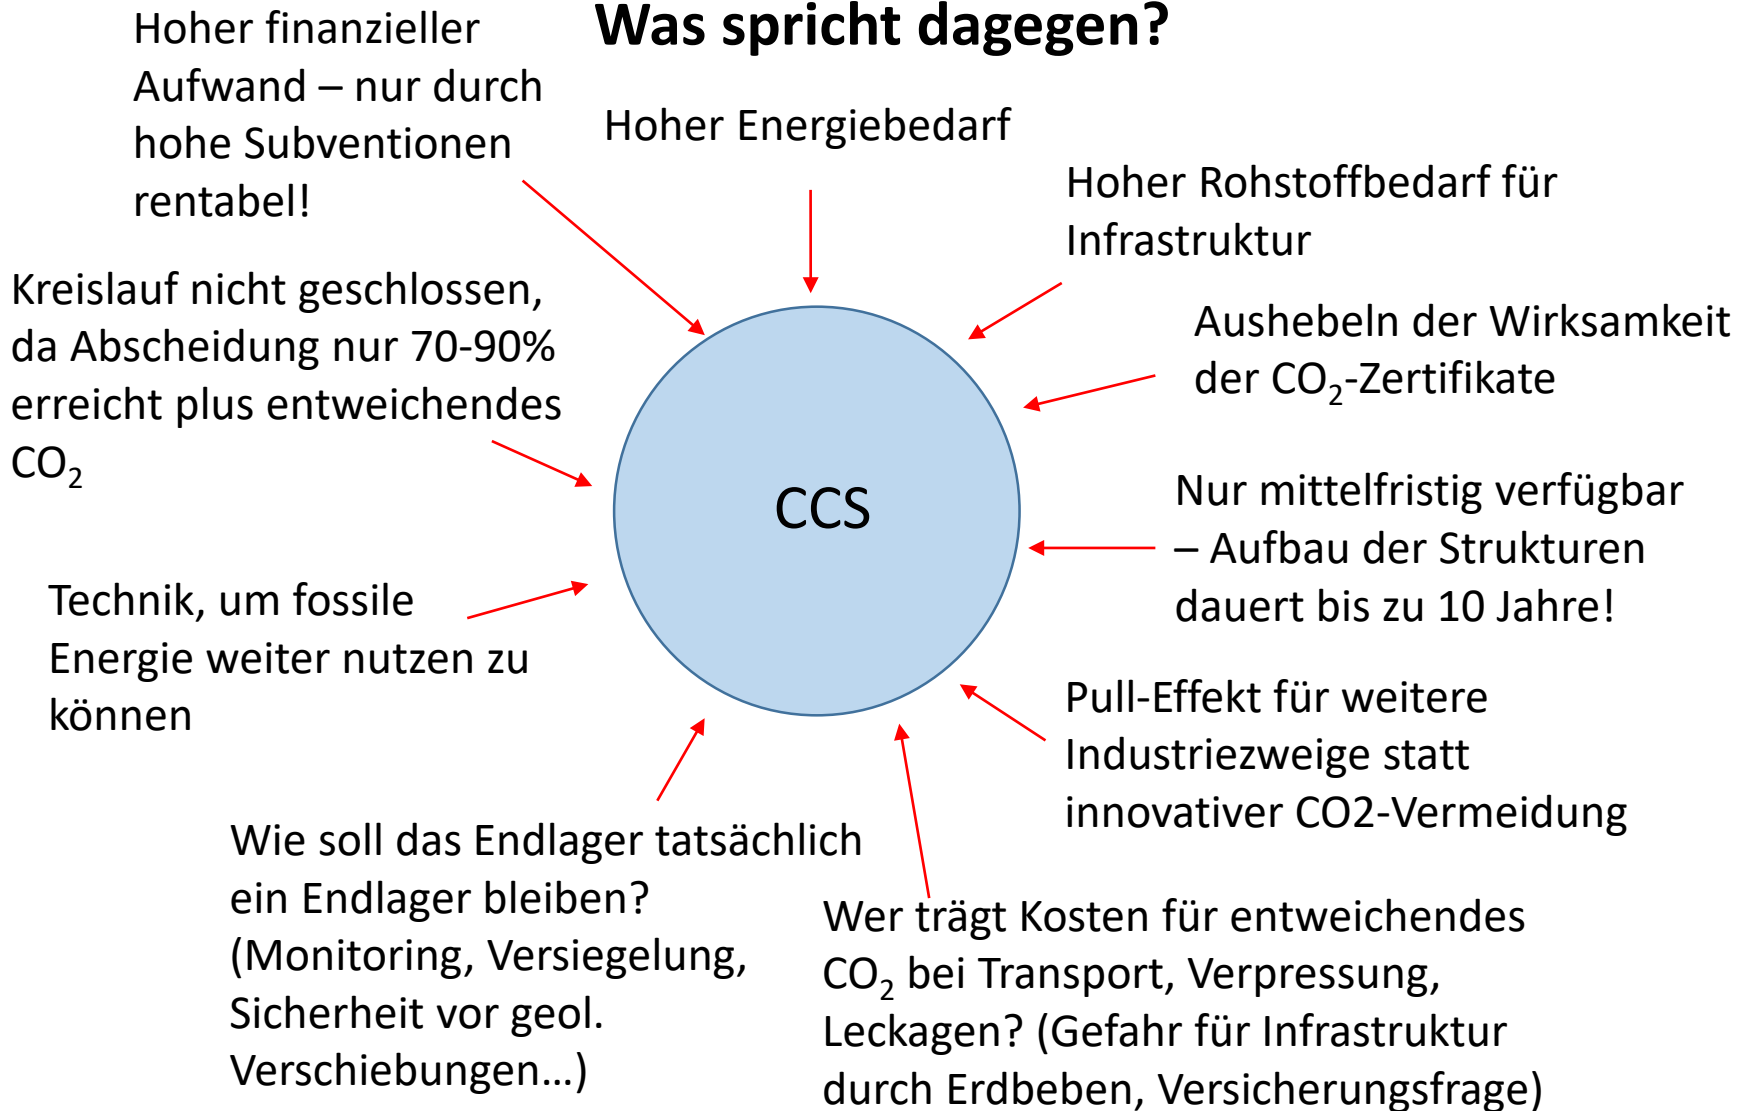 Was spricht dagegen?
Hoher finanzieller
Aufwand – nur durch
hohe Subventionen
rentabel!
Hoher Energiebedarf
Hoher Rohstoffbedarf für
Infrastruktur
Kreislauf nicht geschlossen,
da Abscheidung nur 70-90%
erreicht plus entweichendes
CO₂
Aushebeln der Wirksamkeit
der CO₂-Zertifikate
CCS
Nur mittelfristig verfügbar
– Aufbau der Strukturen
dauert bis zu 10 Jahre!
Technik, um fossile
Energie weiter nutzen zu
können
Pull-Effekt für weitere
Industriezweige statt
innovativer CO2-Vermeidung
Wie soll das Endlager tatsächlich
ein Endlager bleiben?
(Monitoring, Versiegelung,
Sicherheit vor geol.
Verschiebungen…)
Wer trägt Kosten für entweichendes
CO₂ bei Transport, Verpressung,
Leckagen? (Gefahr für Infrastruktur
durch Erdbeben, Versicherungsfrage)